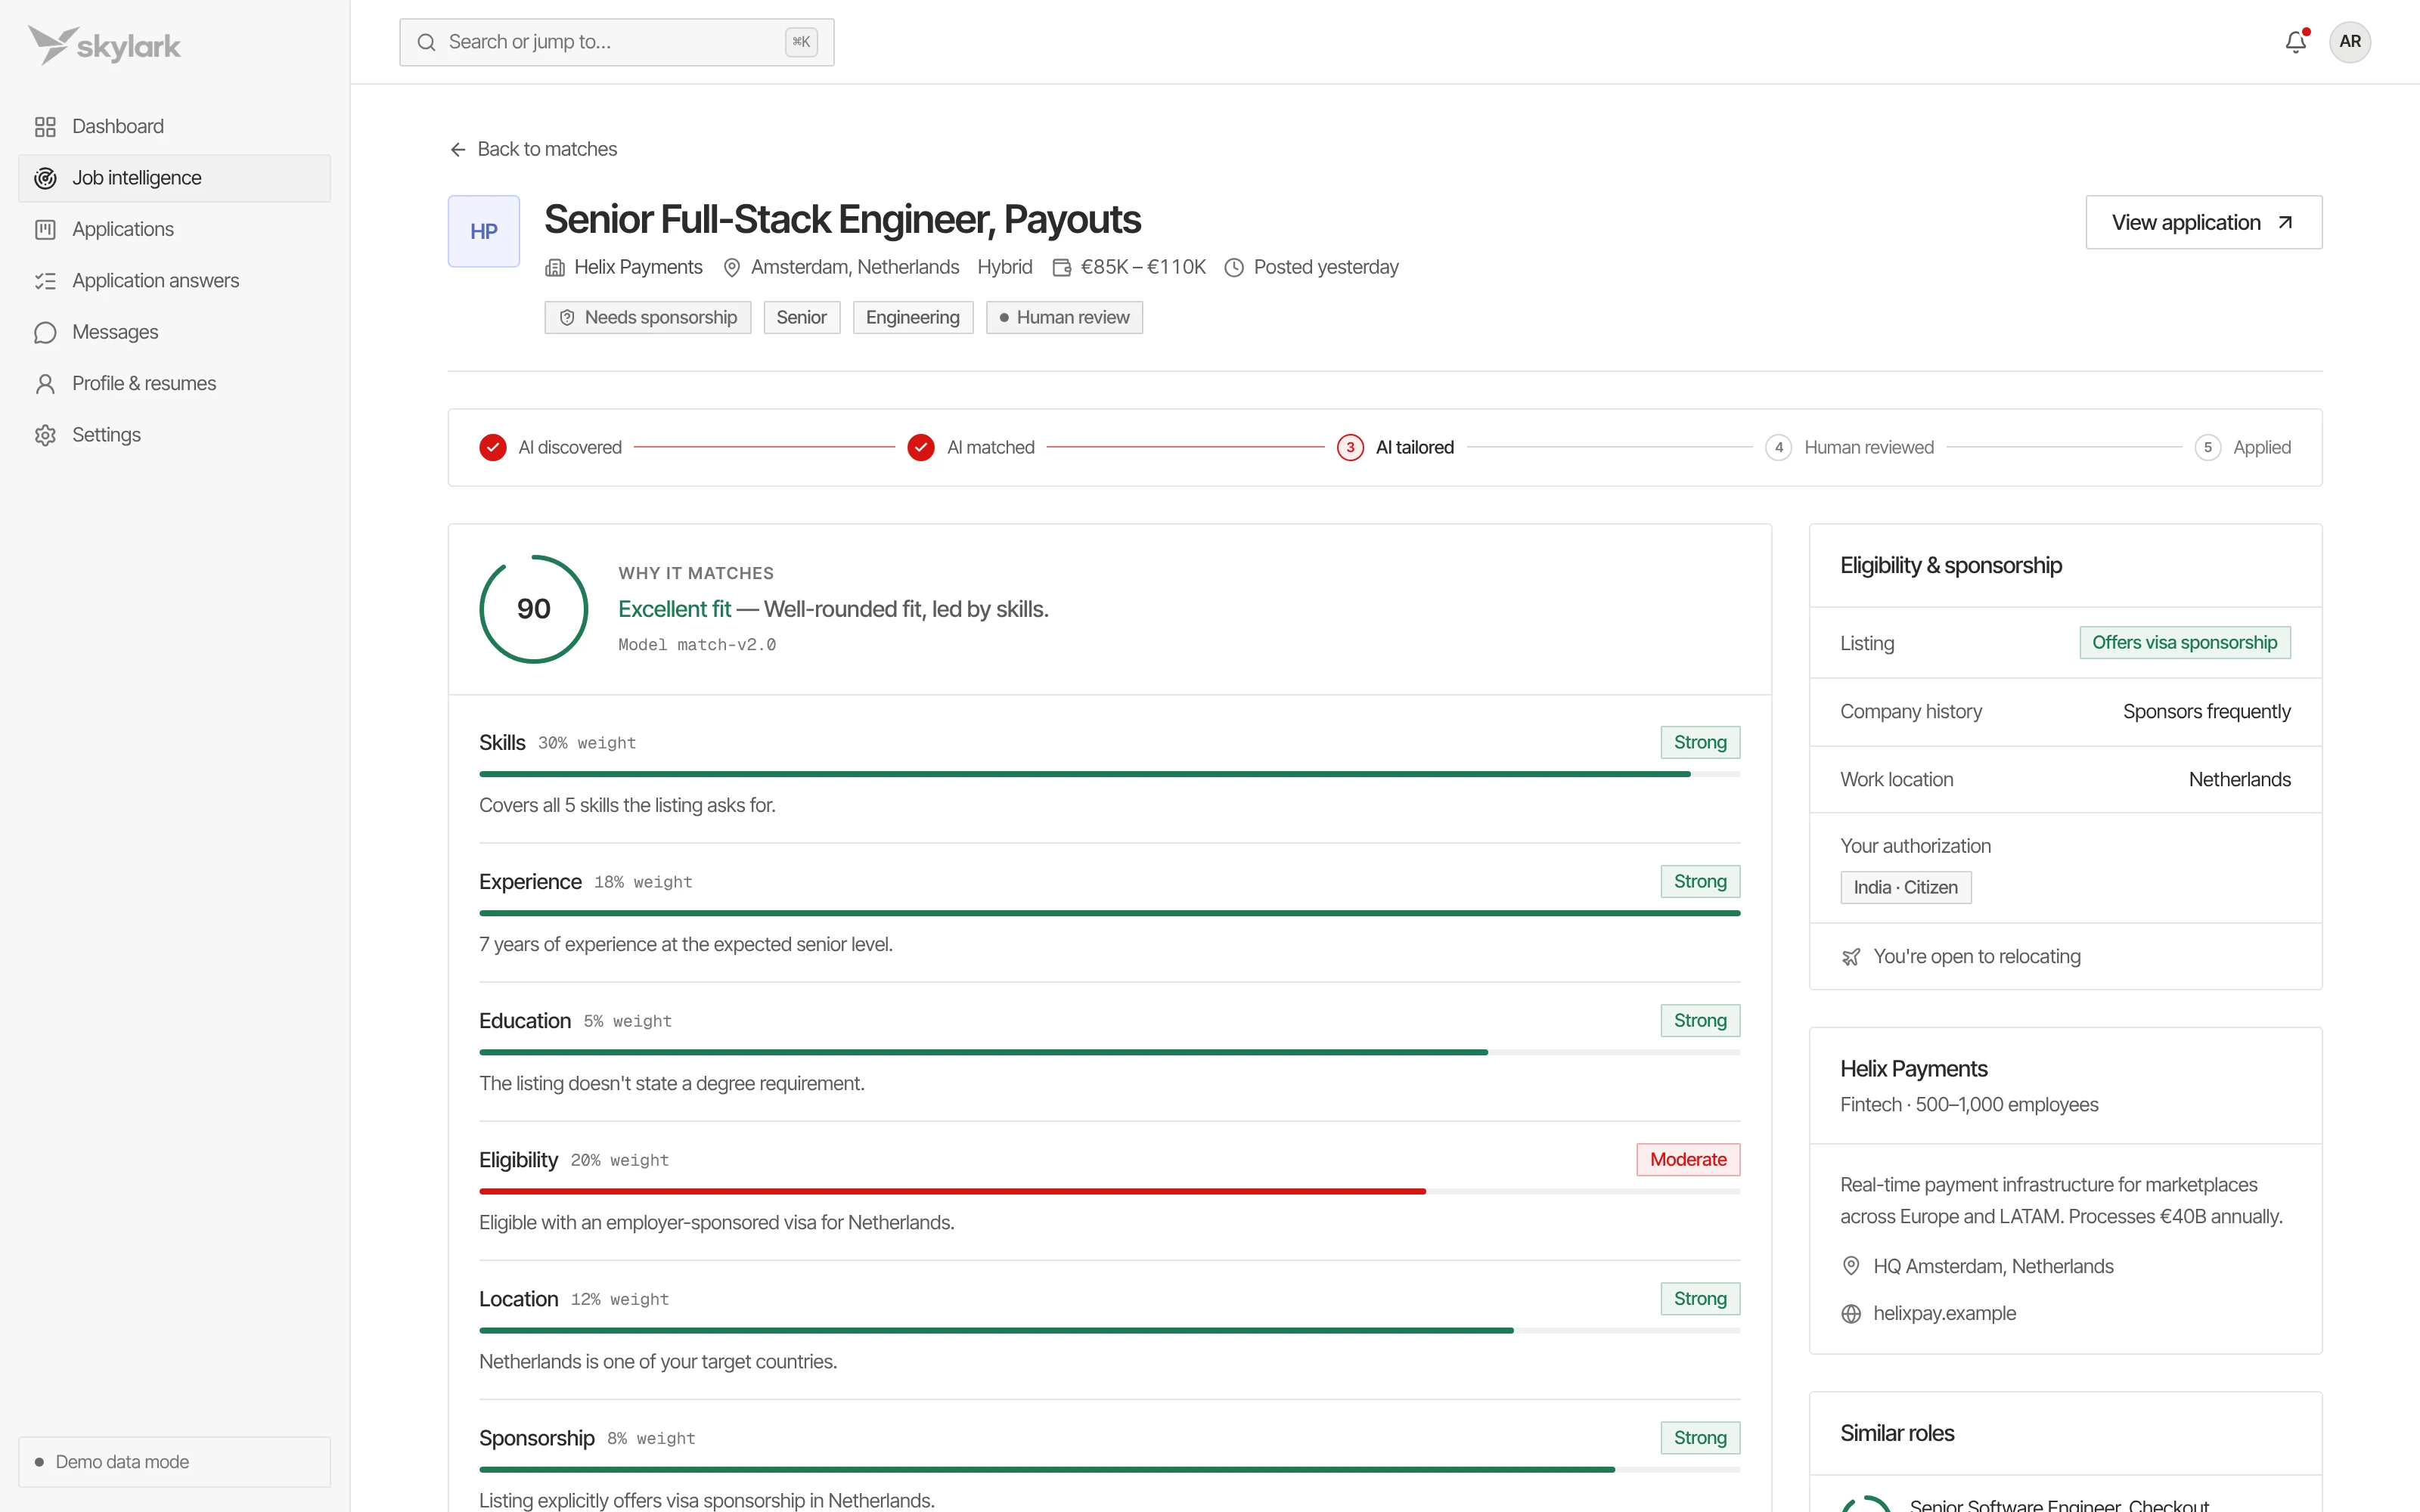 skylark
Search or jump to...
⌘K
AR
Dashboard
Job intelligence
Applications
Application answers
Messages
Profile & resumes
Settings
Demo data mode
Back to matches
HP
Senior Full-Stack Engineer, Payouts
View application
Helix Payments Amsterdam, Netherlands Hybrid €85K – €110K Posted yesterday
Needs sponsorship Senior Engineering Human review
AI discovered AI matched 3 AI tailored 4 Human reviewed 5 Applied
90
WHY IT MATCHES
Excellent fit — Well-rounded fit, led by skills.
Model match-v2.0
Skills 30% weight Strong
Covers all 5 skills the listing asks for.
Experience 18% weight Strong
7 years of experience at the expected senior level.
Education 5% weight Strong
The listing doesn't state a degree requirement.
Eligibility 20% weight Moderate
Eligible with an employer-sponsored visa for Netherlands.
Location 12% weight Strong
Netherlands is one of your target countries.
Sponsorship 8% weight Strong
Listing explicitly offers visa sponsorship in Netherlands.
Eligibility & sponsorship
Listing Offers visa sponsorship
Company history Sponsors frequently
Work location Netherlands
Your authorization
India · Citizen
You're open to relocating
Helix Payments
Fintech · 500–1,000 employees
Real-time payment infrastructure for marketplaces
across Europe and LATAM. Processes €40B annually.
HQ Amsterdam, Netherlands
helixpay.example
Similar roles
Senior Software Engineer, Checkout